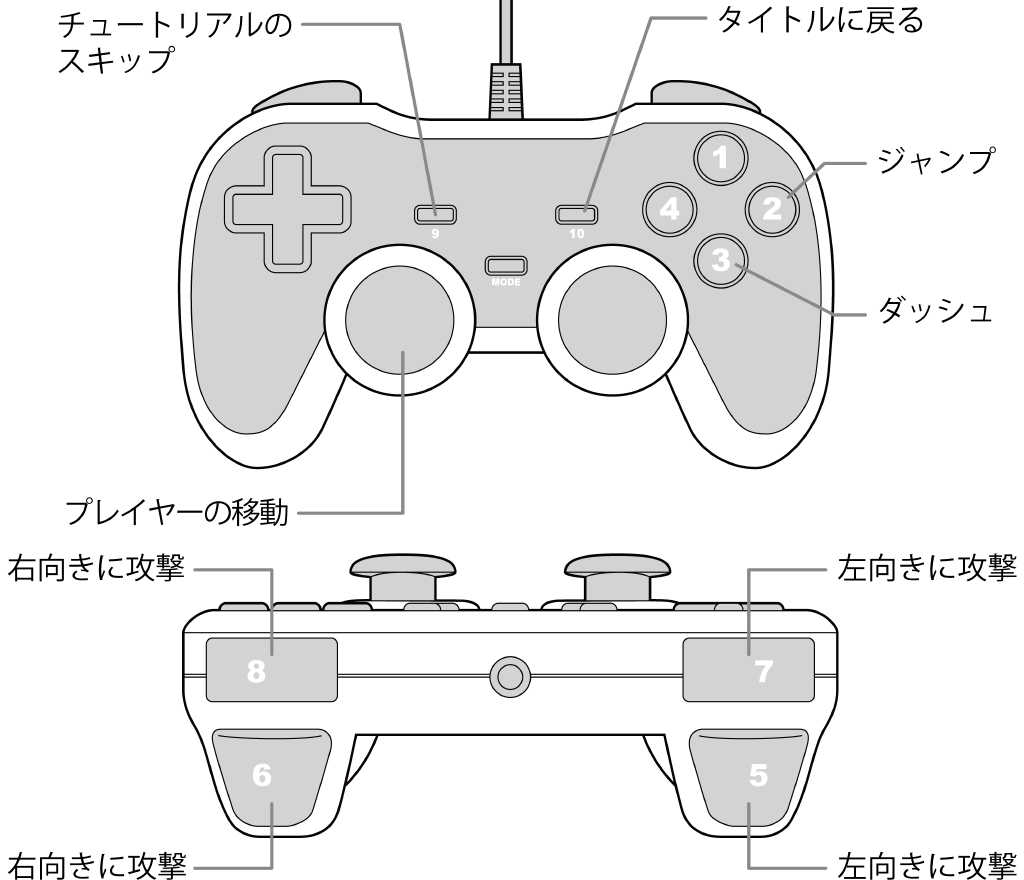 チュートリアルの
スキップ
タイトルに戻る
1
ジャンプ
4
2
9
10
3
MODE
ダッシュ
プレイヤーの移動
右向きに攻撃
左向きに攻撃
8
7
6
5
右向きに攻撃
左向きに攻撃